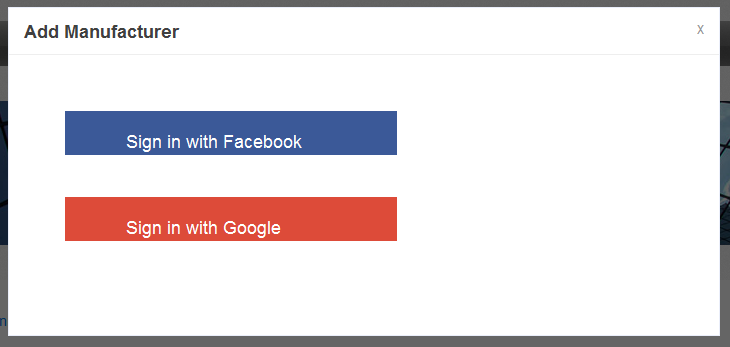 Add Manufacturer
x
Sign in with Facebook
Sign in with Google
n